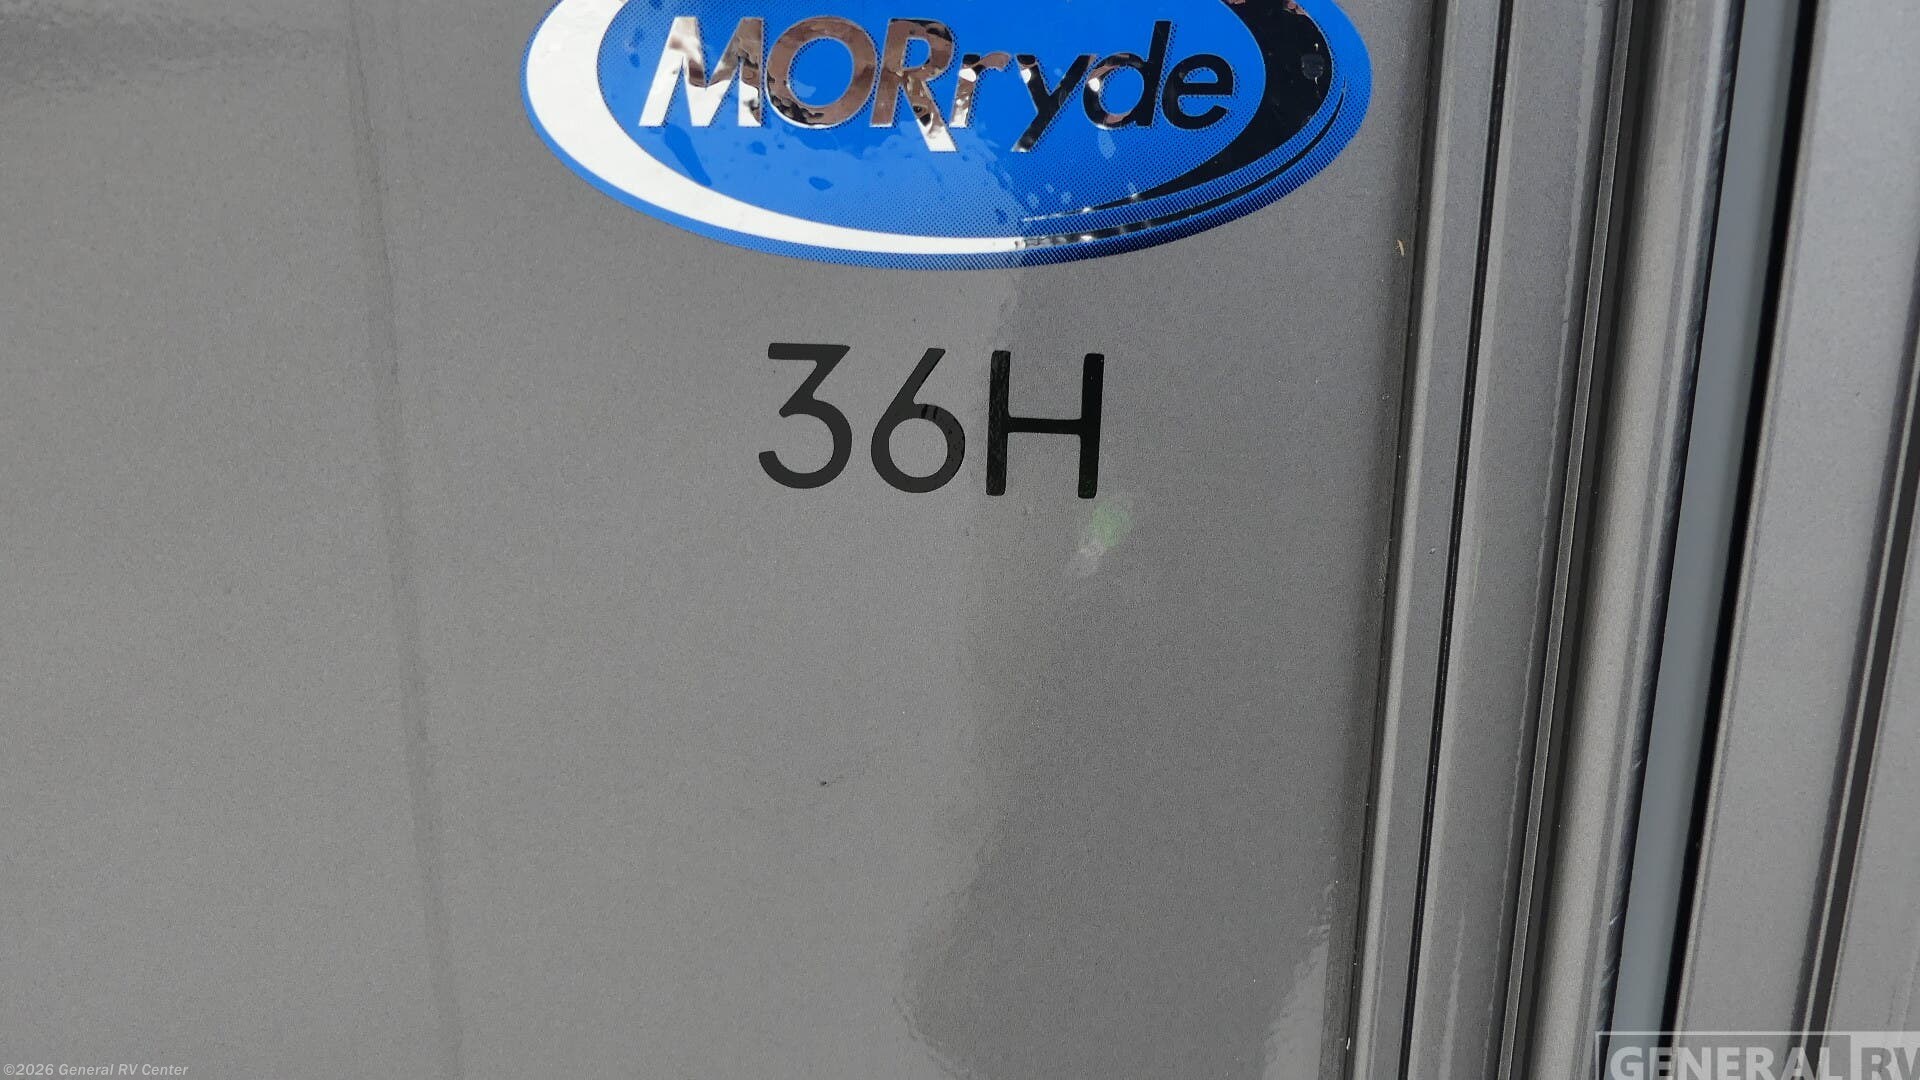 MORryde
36H
©2026 General RV Center
GENERAL RV